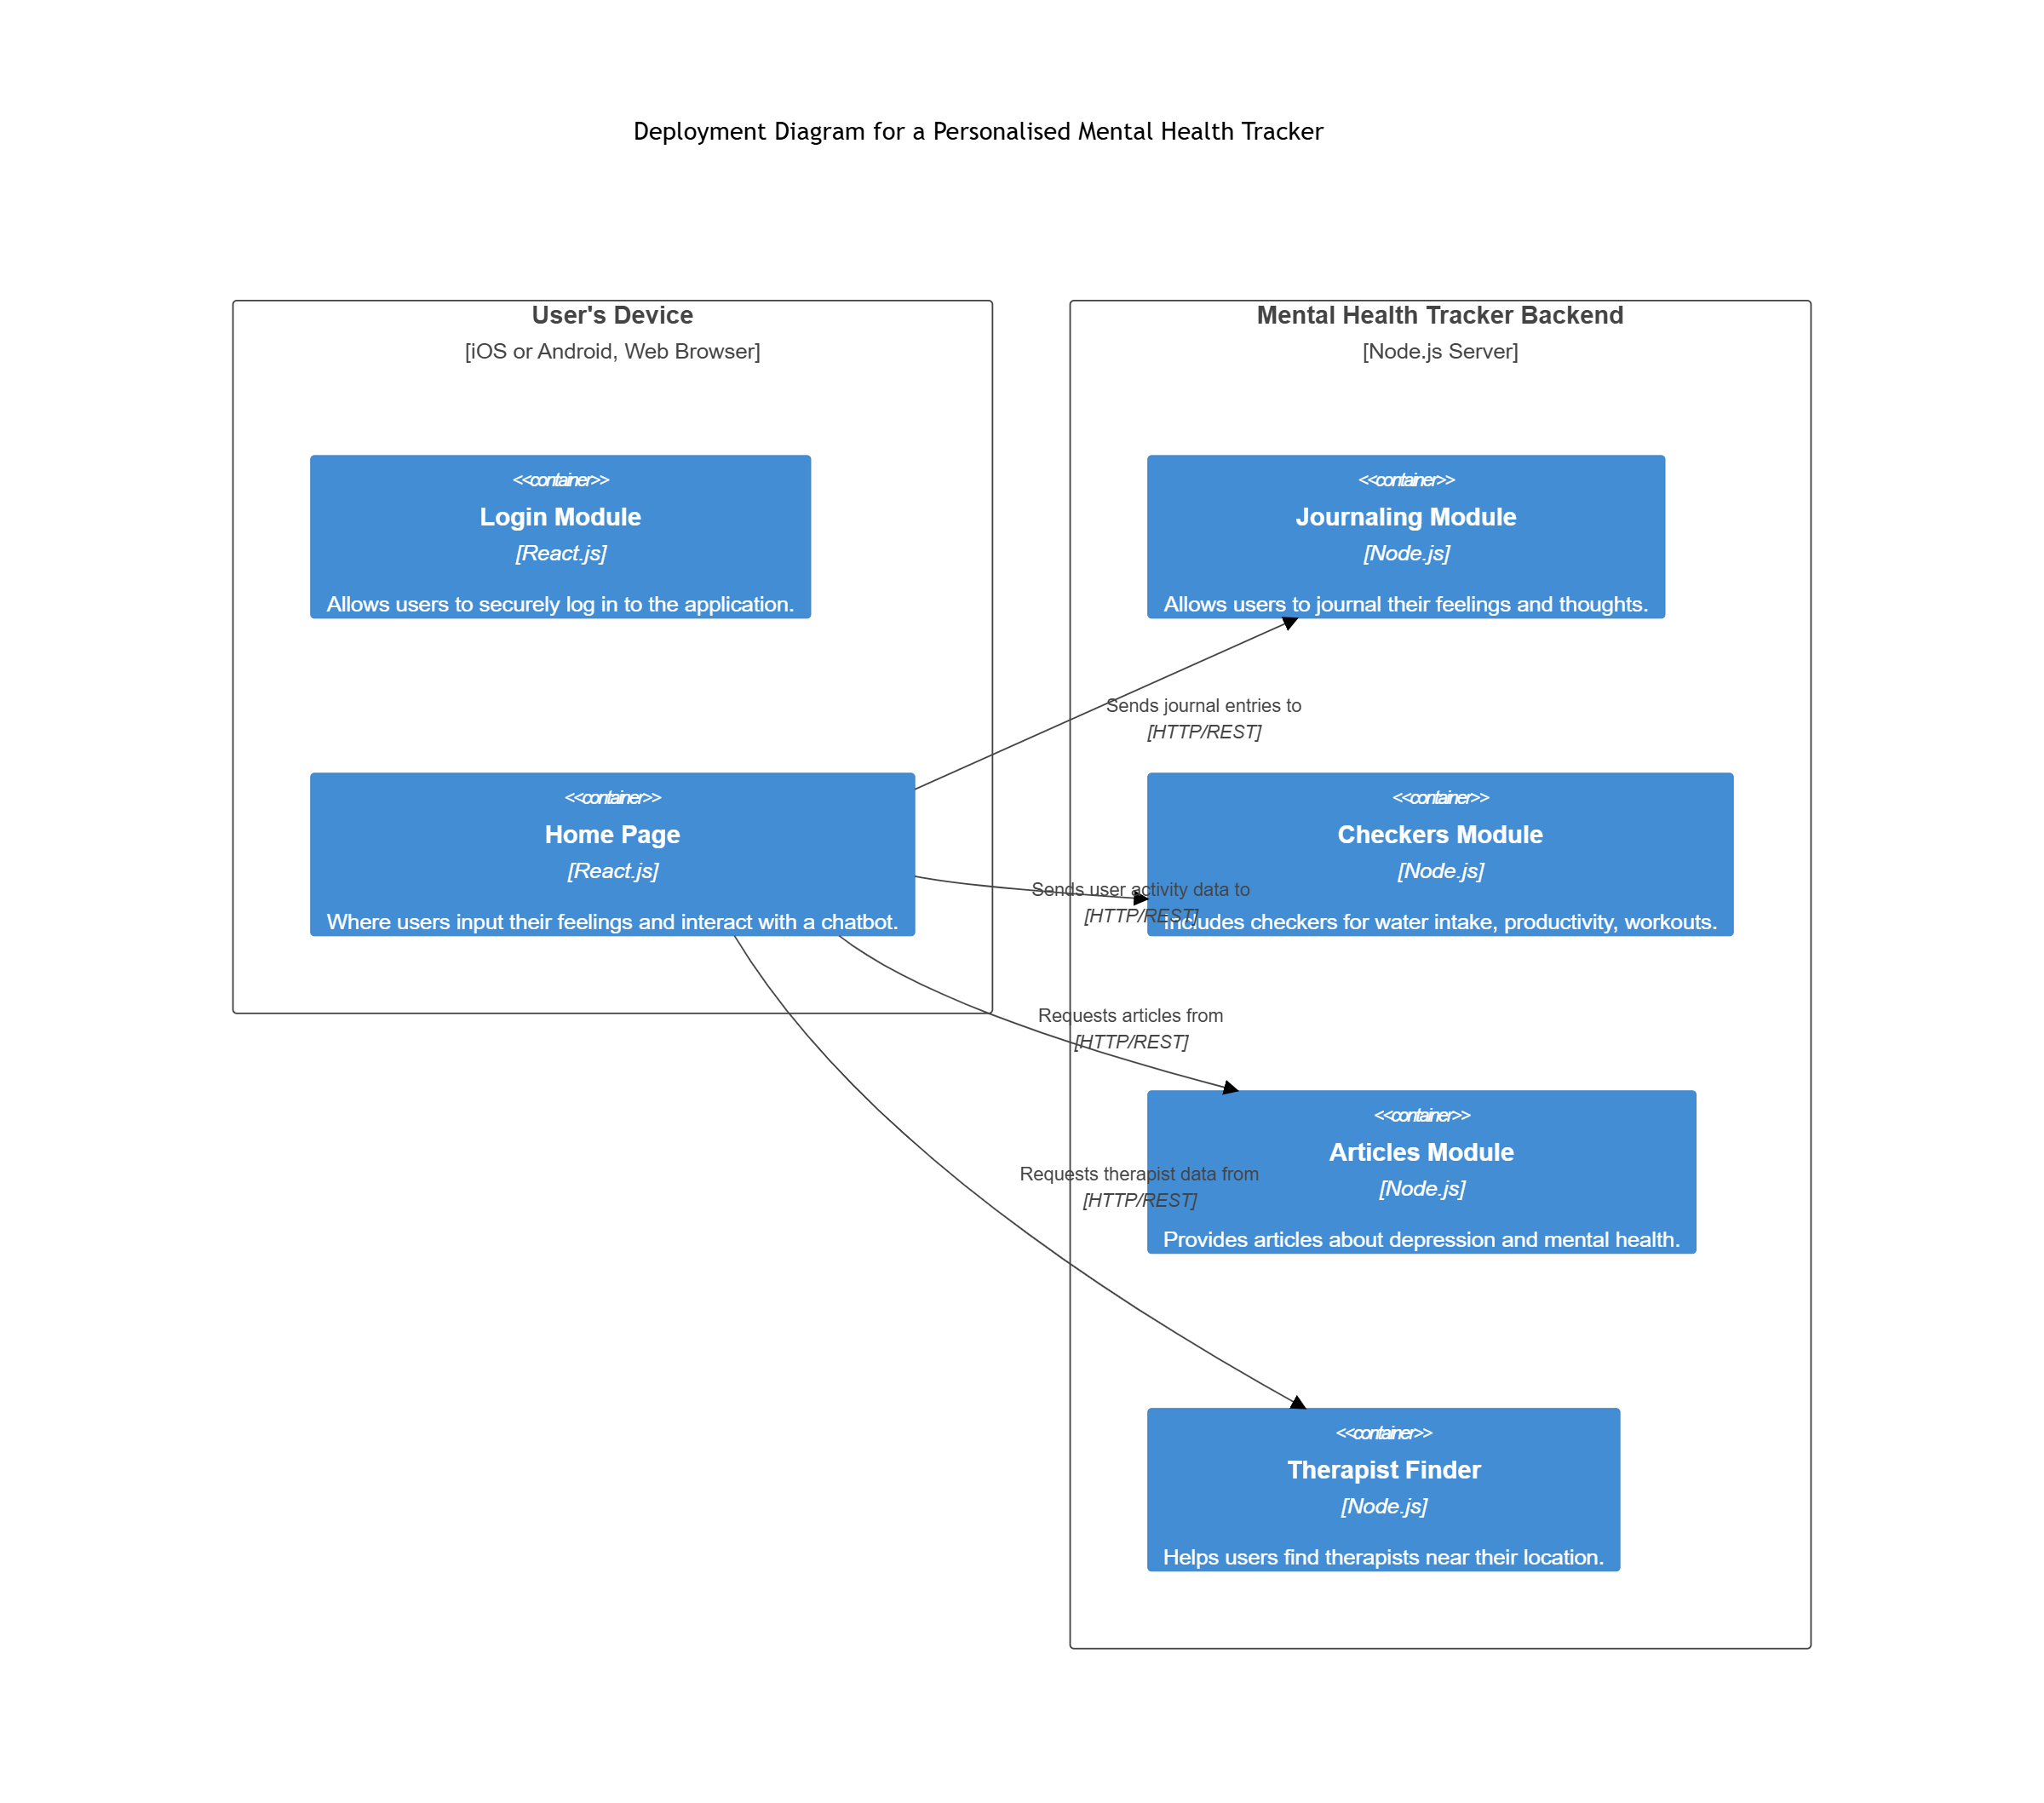 Deployment Diagram for a Personalised Mental Health Tracker
User's Device
[iOS or Android, Web Browser]
<<container>>
Login Module
[React.js]
Allows users to securely log in to the application.
<<container>>
Home Page
[React.js]
Where users input their feelings and interact with a chatbot.
Mental Health Tracker Backend
[Node.js Server]
<<container>>
Journaling Module
[Node.js]
Allows users to journal their feelings and thoughts.
Sends journal entries to
[HTTP/REST]
<<container>>
Checkers Module
[Node.js]
Includes checkers for water intake, productivity, workouts.
Sends user activity data to
[HTTP/REST]
Requests articles from
[HTTP/REST]
<<container>>
Articles Module
[Node.js]
Provides articles about depression and mental health.
Requests therapist data from
[HTTP/REST]
<<container>>
Therapist Finder
[Node.js]
Helps users find therapists near their location.